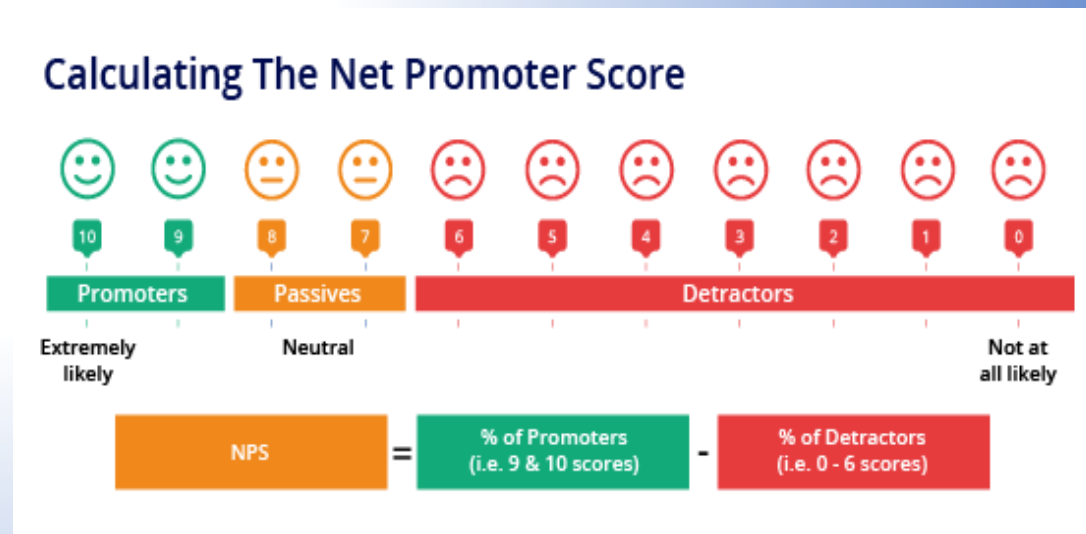 Calculating The Net Promoter Score
10 9 8 7 6 5 4 3 2 1 0
Promoters Passives Detractors
Extremely
likely
Neutral
Not at
all likely
NPS = % of Promoters
(i.e. 9 & 10 scores)
- % of Detractors
(i.e. 0 - 6 scores)